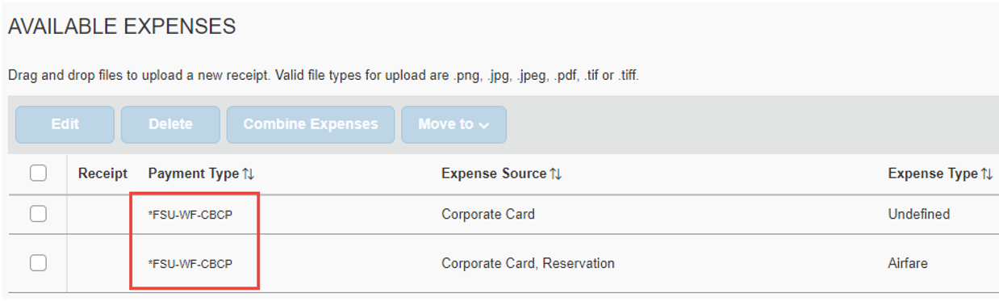 AVAILABLE EXPENSES
Drag and drop files to upload a new receipt. Valid file types for upload are .png, .jpg, .jpeg, .pdf, .tif or .tiff.
Edit Delete Combine Expenses Move to
Receipt Payment Type Expense Source Expense Type
*FSU-WF-CBCP Corporate Card Undefined
*FSU-WF-CBCP Corporate Card, Reservation Airfare